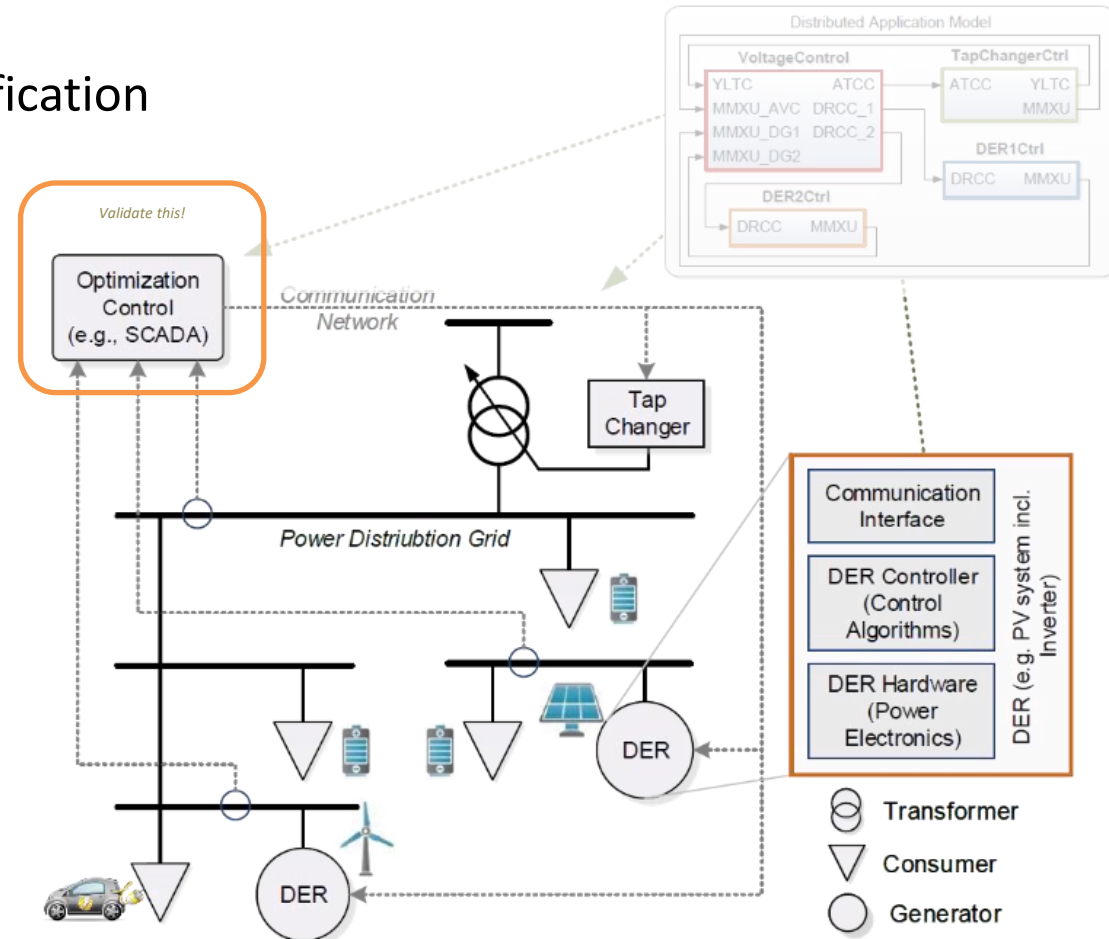 fication
Distributed Application Model
VoltageControl
YLTC ATCC
MMXU_AVC DRCC_1
MMXU_DG1 DRCC_2
MMXU_DG2
TapChangerCtrl
ATCC YLTC
MMXU
DER1Ctrl
DRCC MMXU
DER2Ctrl
DRCC MMXU
Validate this!
Optimization
Control
(e.g., SCADA)
Communication
Network
Tap
Changer
Power Distriubtion Grid
Communication
Interface
DER Controller
(Control
Algorithms)
DER Hardware
(Power
Electronics)
DER (e.g. PV system incl.
Inverter)
DER
DER
Transformer
Consumer
Generator